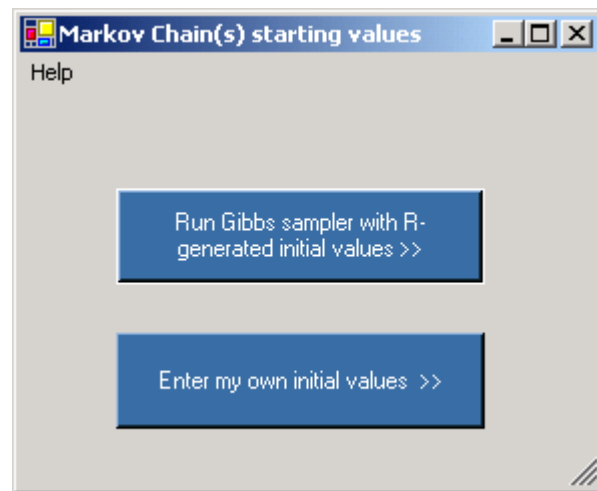 Markov Chain(s) starting values
Help
Run Gibbs sampler with R-
generated initial values >>
Enter my own initial values >>